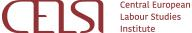 CELSI
Central European
Labour Studies
Institute